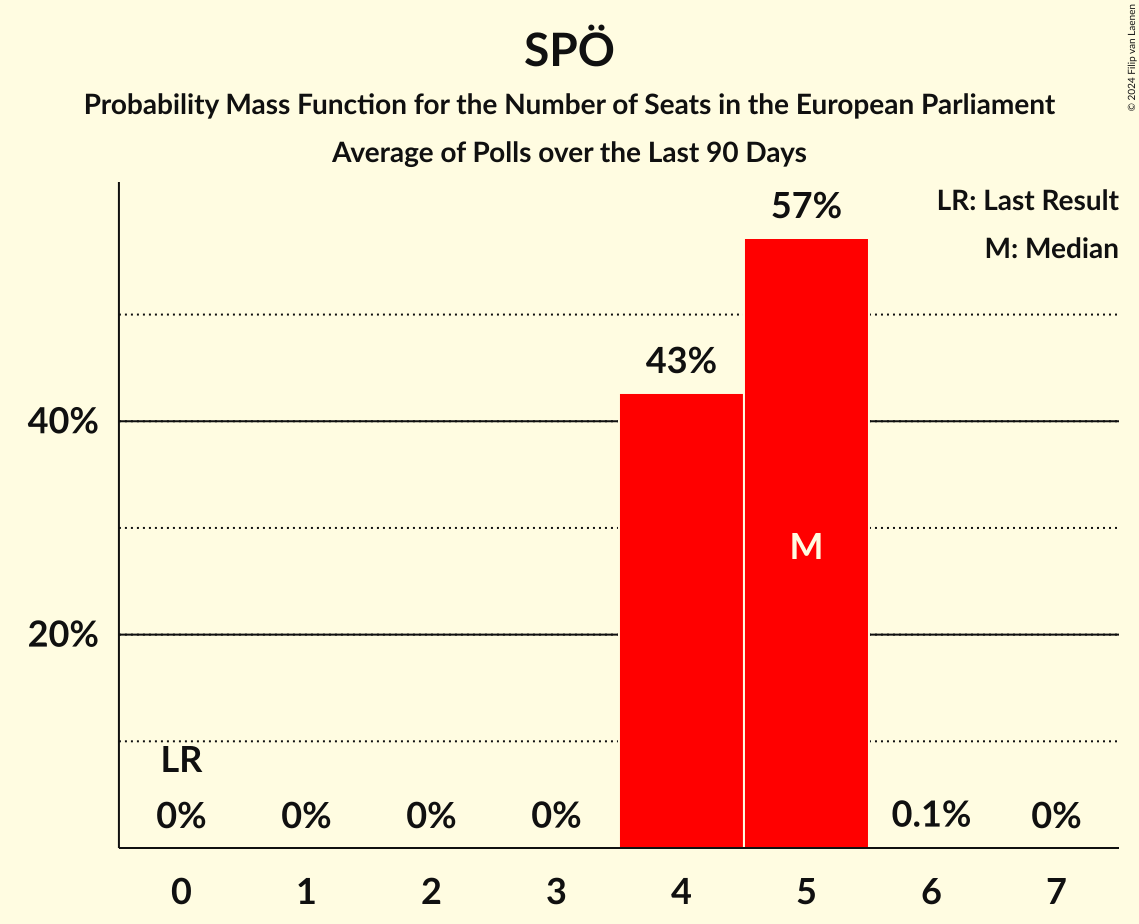 SPÖ
Probability Mass Function for the Number of Seats in the European Parliament
Average of Polls over the Last 90 Days
© 2024 Filip van Laenen
LR: Last Result
M: Median
57%
43%
40%
M
20%
LR
0% 0% 0% 0% 0.1% 0%
0 1 2 3 4 5 6 7